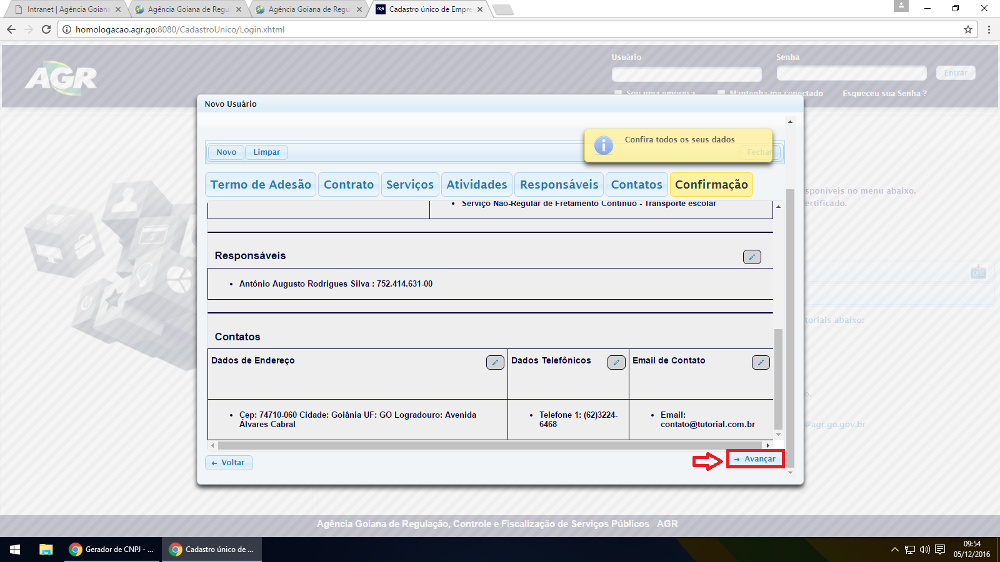 Intranet | Agência Goiana
Agência Goiana de Regul
Agência Goiana de Regul
Cadastro único de Empre
homologacao.agr.go:8080/CadastroUnico/Login.xhtml
AGR
Usuário
Senha
Entrar
Sou uma empresa
Mantenha-me conectado
Esqueceu sua Senha ?
Novo Usuário
Confira todos os seus dados
Novo
Limpar
Fechar
Termo de Adesão
Contrato
Serviços
Atividades
Responsáveis
Contatos
Confirmação
sponíveis no menu abaixo.
ertificado.
• Serviço Não-Regular de Fretamento Contínuo - Transporte escolar
Responsáveis
• Antônio Augusto Rodrigues Silva : 752.414.631-00
toriais abaixo:
Contatos
Dados de Endereço
Dados Telefônicos
Email de Contato
o.
• Cep: 74710-060 Cidade: Goiânia UF: GO Logradouro: Avenida
Álvares Cabral
• Telefone 1: (62)3224-
6468
• Email:
contato@tutorial.com.br
@agr.go.gov.br
← Voltar
→ Avançar
Agência Goiana de Regulação, Controle e Fiscalização de Serviços Públicos AGR
Gerador de CNPJ - ...
Cadastro único de ...
09:54
05/12/2016